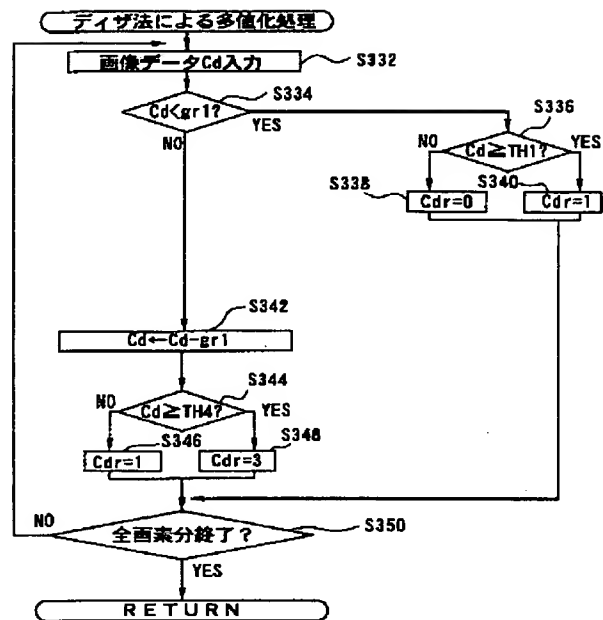 ディザ法による多値化処理
画像データCd入力
S332
Cd<gr1?
S334
YES
NO
S336
NO
Cd≧TH1?
YES
S338
Cdr=0
S340
Cdr=1
S342
Cd←Cd-gr1
S344
NO
Cd≧TH4?
YES
S346
Cdr=1
S348
Cdr=3
NO
全画素分終了?
S350
YES
RETURN